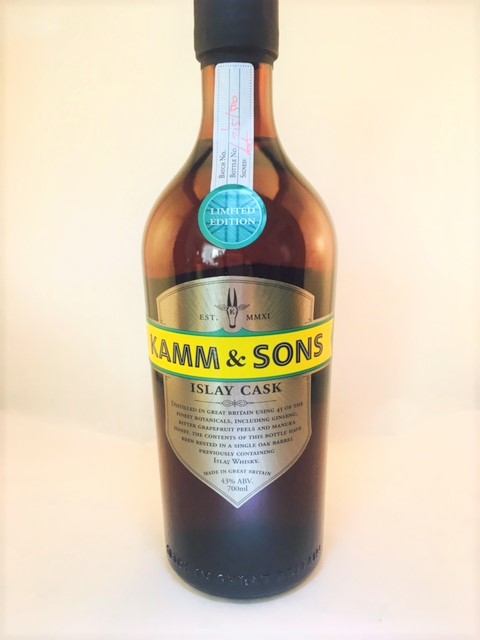 Batch No.
Bottle No.
Signed
LIMITED
EDITION
K
EST. MMXI
KAMM & SONS
ISLAY CASK
DISTILLED IN GREAT BRITAIN USING 45 OF THE
FINEST BOTANICALS, INCLUDING GINSENG,
BITTER GRAPEFRUIT PEELS AND MANUKA
HONEY. THE CONTENTS OF THIS BOTTLE HAVE
BEEN RESTED IN A SINGLE OAK BARREL
PREVIOUSLY CONTAINING
ISLAY WHISKY.
MADE IN GREAT BRITAIN
43% ABV.
700ml